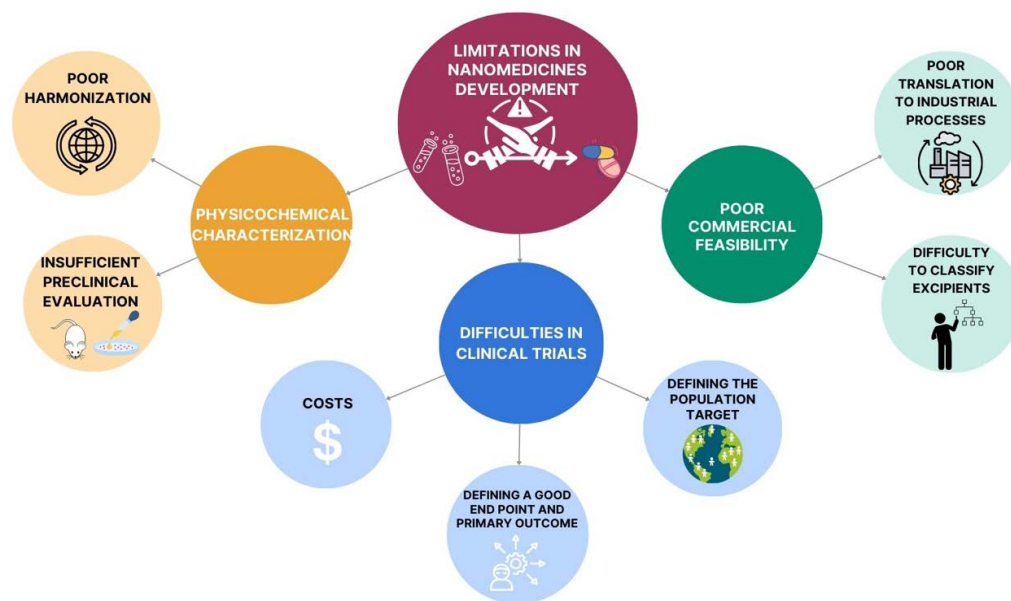 LIMITATIONS IN
NANOMEDICINES
DEVELOPMENT
POOR
HARMONIZATION
PHYSICOCHEMICAL
CHARACTERIZATION
INSUFFICIENT
PRECLINICAL
EVALUATION
POOR
TRANSLATION
TO INDUSTRIAL
PROCESSES
POOR
COMMERCIAL
FEASIBILITY
DIFFICULTY
TO CLASSIFY
EXCIPIENTS
DIFFICULTIES IN
CLINICAL TRIALS
COSTS
$
DEFINING A GOOD
END POINT AND
PRIMARY OUTCOME
DEFINING THE
POPULATION
TARGET